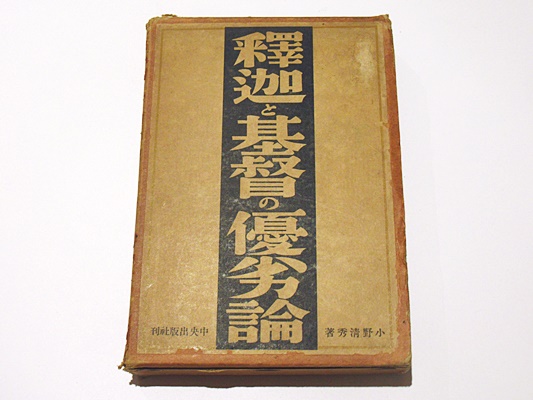 釋迦と基督の優劣論
小野清秀著
中央出版社刊